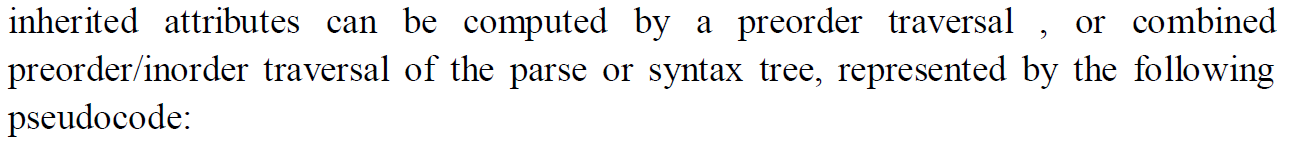 inherited attributes can be computed by a preorder traversal , or combined
preorder/inorder traversal of the parse or syntax tree, represented by the following
pseudocode: